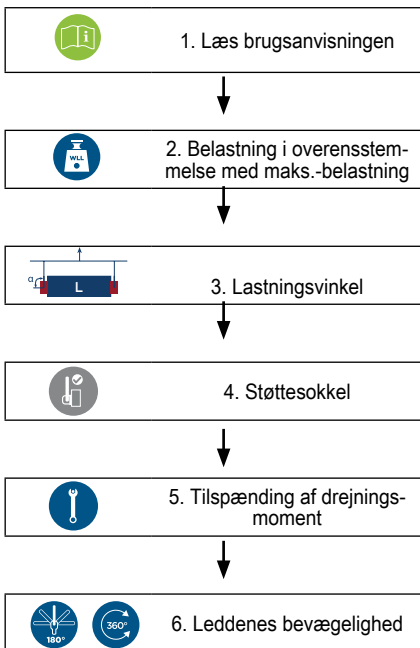 i
1. Læs brugsanvisningen
WLL
2. Belastning i overensstem-
melse med maks.-belastning
α
L
3. Lastningsvinkel
4. Støttesokkel
5. Tilspænding af drejnings-
moment
180°
360°
6. Leddenes bevægelighed